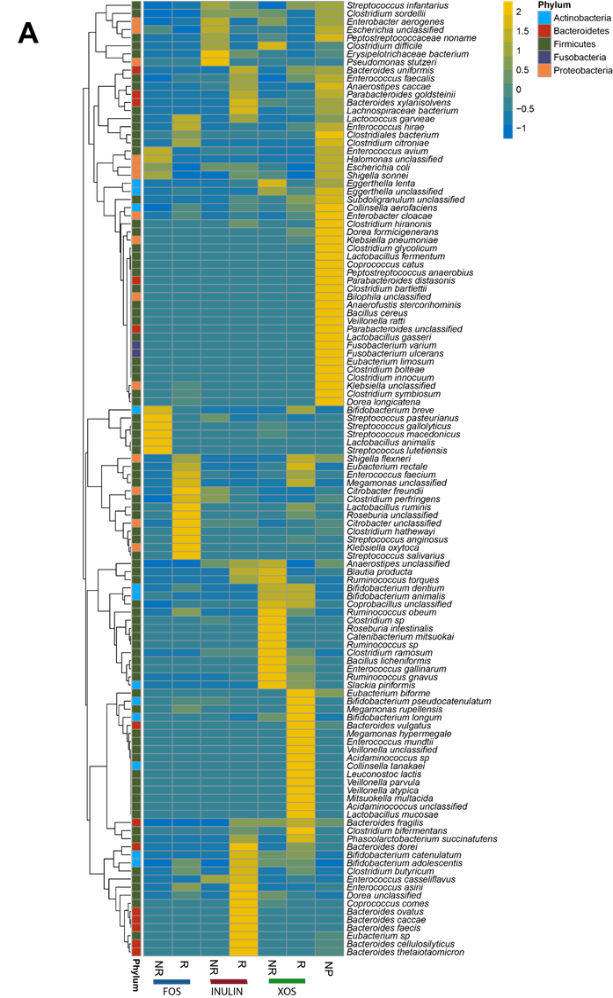 A
Phylum
Actinobacteria
Bacteroidetes
Firmicutes
Fusobacteria
Proteobacteria
2
1.5
1
0.5
0
−0.5
−1
Streptococcus infantarius
Clostridium sordellii
Enterobacter aerogenes
Escherichia unclassified
Peptostreptococcaceae noname
Clostridium difficile
Erysipelotrichaceae bacterium
Pseudomonas stutzeri
Bacteroides uniformis
Enterococcus faecalis
Anaerostipes caccae
Parabacteroides goldsteinii
Bacteroides xylanisolvens
Lachnospiraceae bacterium
Lactococcus garvieae
Enterococcus hirae
Clostridiales bacterium
Clostridium citroniae
Enterococcus avium
Halomonas unclassified
Escherichia coli
Shigella sonnei
Eggerthella lenta
Eggerthella unclassified
Subdoligranulum unclassified
Collinsella aerofaciens
Enterobacter cloacae
Clostridium hiranonis
Dorea formicigenerans
Klebsiella pneumoniae
Clostridium glycolicum
Lactobacillus fermentum
Coprococcus catus
Peptostreptococcus anaerobius
Parabacteroides distasonis
Clostridium bartlettii
Bilophila unclassified
Anaerofustis stercorihominis
Bacillus cereus
Veillonella ratti
Parabacteroides unclassified
Lactobacillus gasseri
Fusobacterium varium
Fusobacterium ulcerans
Eubacterium limosum
Clostridium bolteae
Clostridium innocuum
Klebsiella unclassified
Clostridium symbiosum
Dorea longicatena
Bifidobacterium breve
Streptococcus pasteurianus
Streptococcus gallolyticus
Streptococcus macedonicus
Lactobacillus animalis
Streptococcus lutetiensis
Shigella flexneri
Eubacterium rectale
Enterococcus faecium
Megamonas unclassified
Citrobacter freundii
Clostridium perfringens
Lactobacillus ruminis
Roseburia unclassified
Citrobacter unclassified
Clostridium hathewayi
Streptococcus anginosus
Klebsiella oxytoca
Streptococcus salivarius
Anaerostipes unclassified
Blautia producta
Ruminococcus torques
Bifidobacterium dentium
Bifidobacterium animalis
Coprobacillus unclassified
Ruminococcus obeum
Clostridium sp
Roseburia intestinalis
Catenibacterium mitsuokai
Ruminococcus sp
Clostridium ramosum
Bacillus licheniformis
Enterococcus gallinarum
Ruminococcus gnavus
Slackia piriformis
Eubacterium biforme
Bifidobacterium pseudocatenulatum
Megamonas rupellensis
Bifidobacterium longum
Bacteroides vulgatus
Megamonas hypermegale
Enterococcus mundtii
Veillonella unclassified
Acidaminococcus sp
Collinsella tanakaei
Leuconostoc lactis
Veillonella parvula
Veillonella atypica
Mitsuokella multacida
Acidaminococcus unclassified
Lactobacillus mucosae
Bacteroides fragilis
Clostridium bifermentans
Phascolarctobacterium succinatutens
Bacteroides dorei
Bifidobacterium catenulatum
Bifidobacterium adolescentis
Clostridium butyricum
Enterococcus casseliflavus
Enterococcus asini
Dorea unclassified
Coprococcus comes
Bacteroides ovatus
Bacteroides caccae
Bacteroides faecis
Eubacterium sp
Bacteroides cellulosilyticus
Bacteroides thetaiotaomicron
Phylum
NR
R
NR
R
NR
R
NP
FOS
INULIN
XOS